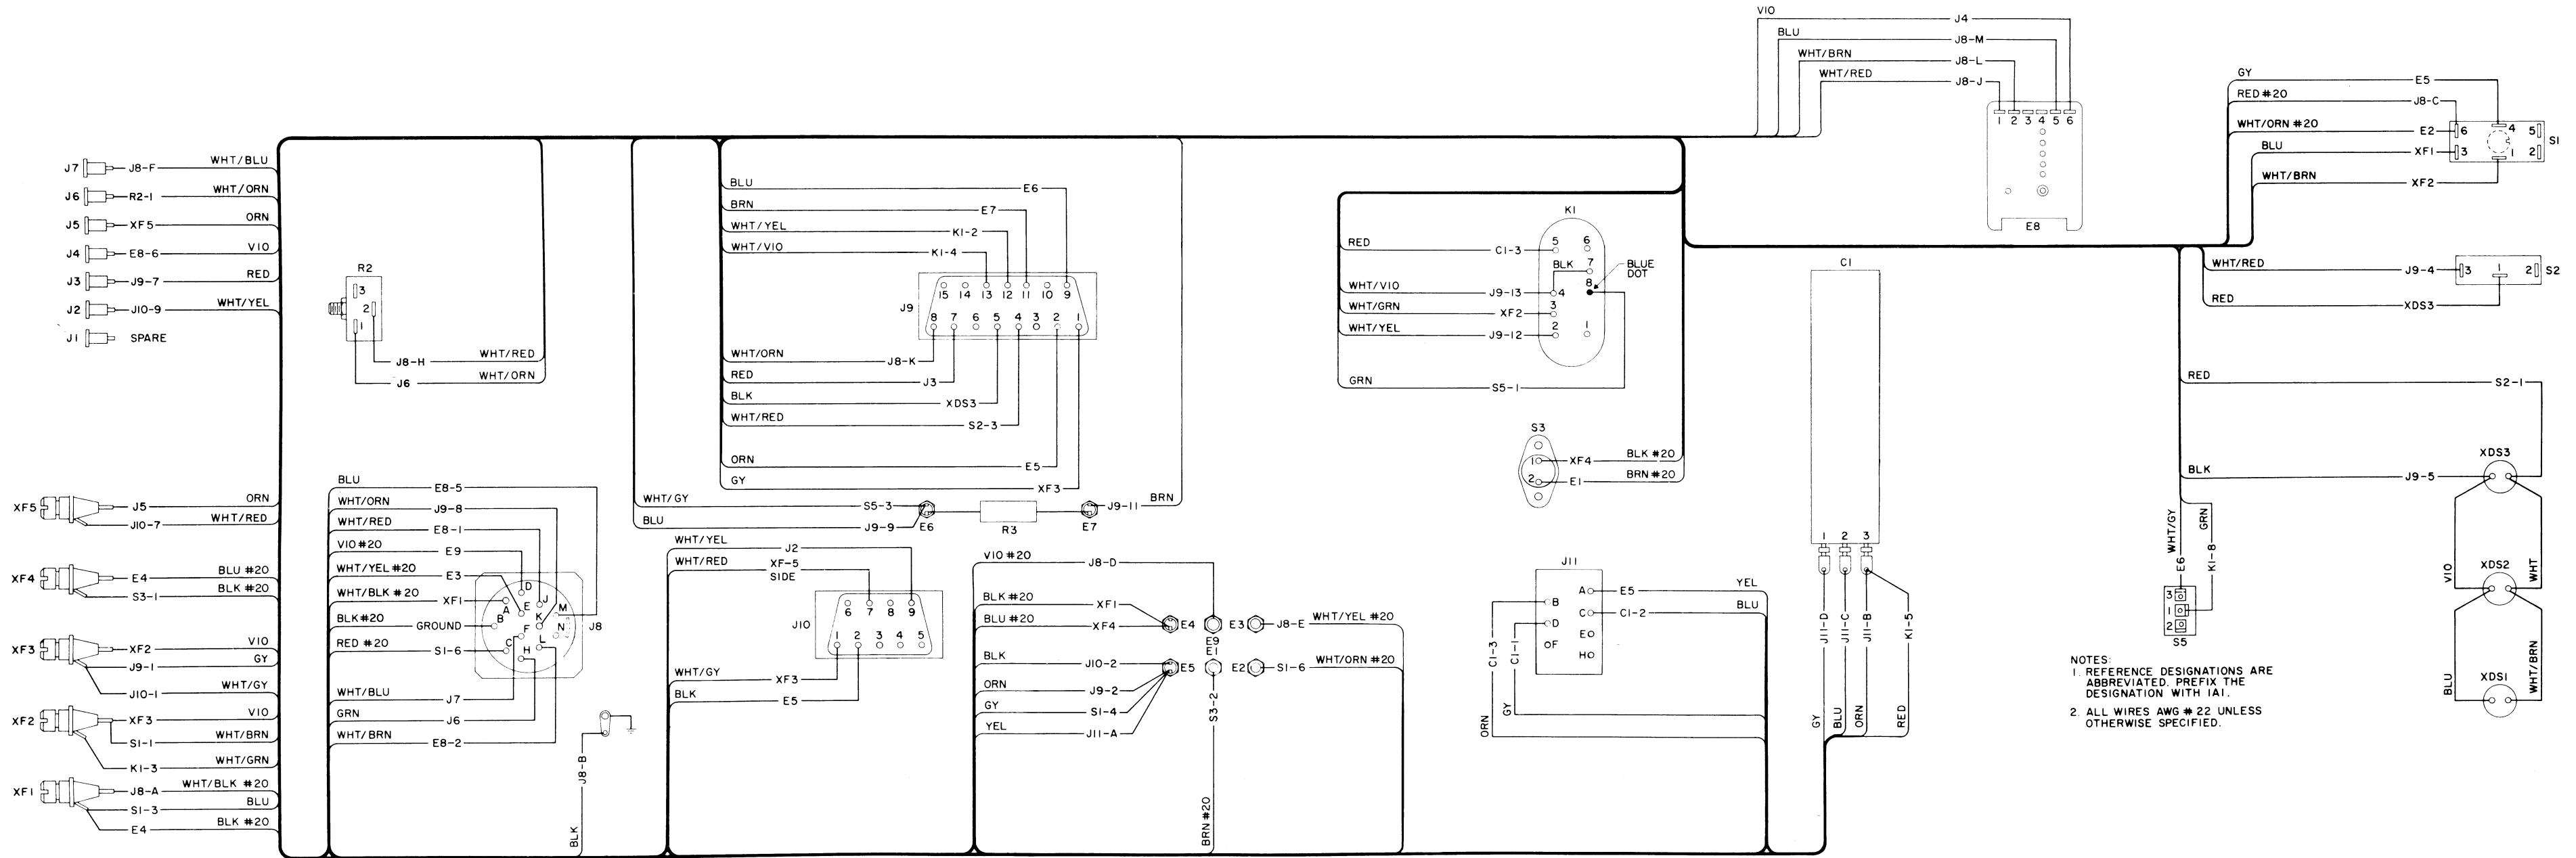 VIO J4
BLU J8-M
WHT/BRN J8-L
WHT/RED J8-J
1 2 3 4 5 6
E8
GY E5
RED #20 J8-C
WHT/ORN #20 E2
BLU XF1
WHT/BRN XF2
6 4 5
3 1 2
S1
J7 J8-F WHT/BLU
J6 R2-1 WHT/ORN
J5 XF5 ORN
J4 E8-6 VIO
J3 J9-7 RED
J2 J10-9 WHT/YEL
J1 SPARE
R2
3
2
1
J8-H WHT/RED
J6 WHT/ORN
BLU E6
BRN E7
WHT/YEL K1-2
WHT/VIO K1-4
J9
15 14 13 12 11 10 9
8 7 6 5 4 3 2 1
WHT/ORN J8-K
RED J3
BLK XDS3
WHT/RED S2-3
ORN E5
GY XF3
K1
RED C1-3
5 6
BLK 7
BLUE DOT
8
WHT/VIO J9-13 4
WHT/GRN XF2 3
WHT/YEL J9-12 2 1
GRN S5-1
S3
1 XF4 BLK #20
2 E1 BRN #20
C1
1 2 3
WHT/RED J9-4 3 1 2 S2
RED XDS3
RED S2-1
BLK J9-5
XDS3
VIO WHT
XDS2
BLU WHT/BRN
XDS1
WHT/GY E6
GRN K1-8
3
1
2
S5
XF5 J5 ORN
J10-7 WHT/RED
XF4 E4 BLU #20
S3-1 BLK #20
XF3 XF2 VIO
J9-1 GY
J10-1 WHT/GY
XF2 XF3 VIO
S1-1 WHT/BRN
K1-3 WHT/GRN
XF1 J8-A WHT/BLK #20
S1-3 BLU
E4 BLK #20
BLU E8-5
WHT/ORN J9-8
WHT/RED E8-1
VIO #20 E9
WHT/YEL #20 E3
WHT/BLK #20 XF1
BLK #20 GROUND
RED #20 S1-6
WHT/BLU J7
GRN J6
WHT/BRN E8-2
D
A E J M
B K N
C F L
H
J8
J8-B
BLK
WHT/GY S5-3
BLU J9-9
E6
R3
E7
J9-11 BRN
WHT/YEL J2
WHT/RED XF-5
SIDE
J10
6 7 8 9
1 2 3 4 5
WHT/GY XF3
BLK E5
VIO #20 J8-D
BLK #20 XF1
BLU #20 XF4
E4
E9
E1
E3 J8-E WHT/YEL #20
BLK J10-2
ORN J9-2
GY S1-4
YEL J11-A
E5
E2 S1-6 WHT/ORN #20
S3-2
BRN #20
J11
A E5 YEL
B
C C1-2 BLU
D
E
F
H
C1-3
C1-1
ORN
GY
J11-D
J11-C
J11-B
K1-5
GY
BLU
ORN
RED
NOTES:
1. REFERENCE DESIGNATIONS ARE
ABBREVIATED. PREFIX THE
DESIGNATION WITH 1A1.
2. ALL WIRES AWG # 22 UNLESS
OTHERWISE SPECIFIED.